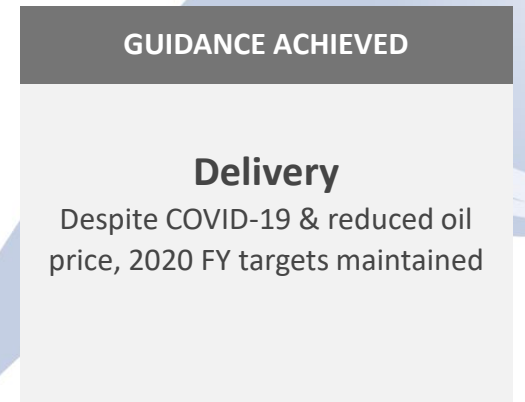 GUIDANCE ACHIEVED
Delivery
Despite COVID-19 & reduced oil
price, 2020 FY targets maintained